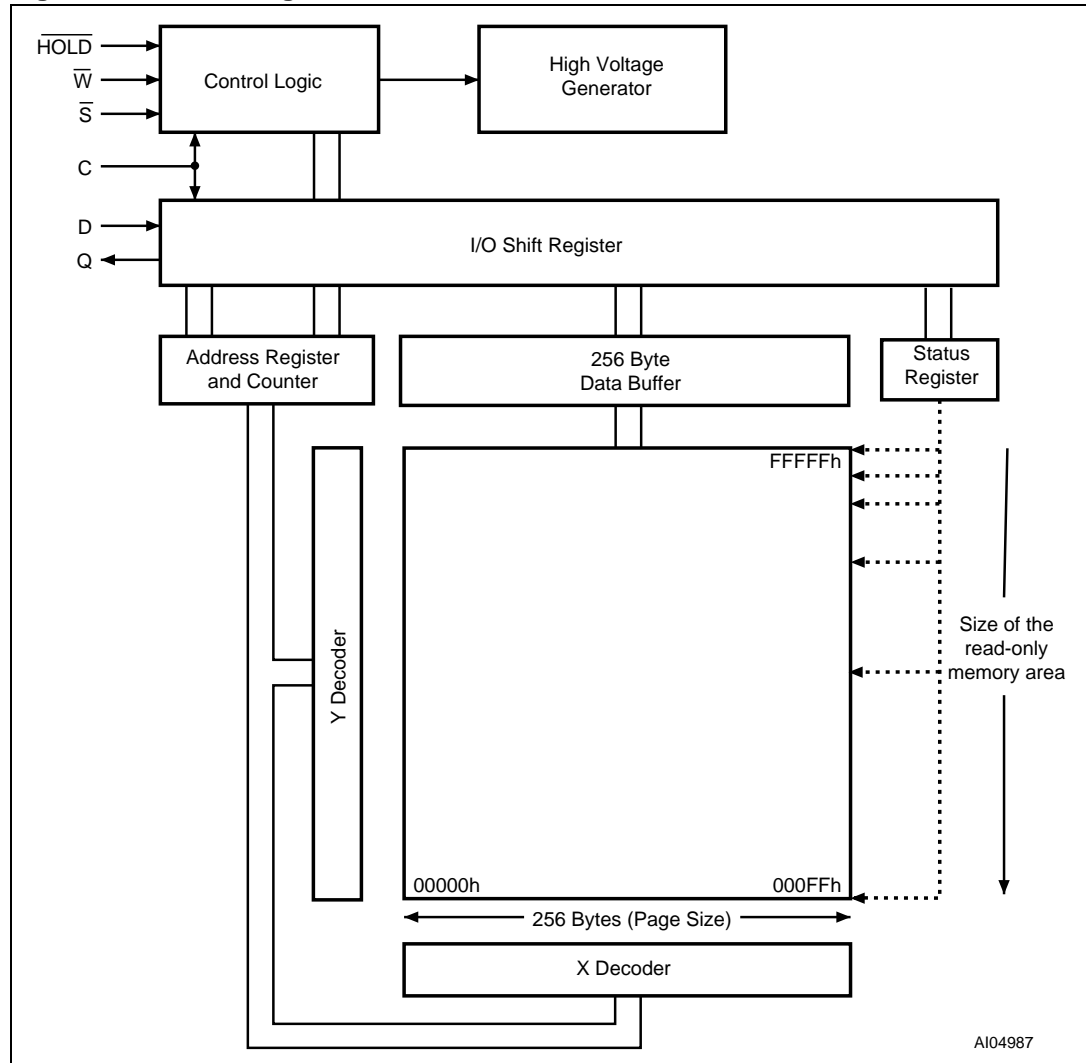 HOLD
W
S
C
D
Q
Control Logic
High Voltage
Generator
I/O Shift Register
Address Register
and Counter
256 Byte
Data Buffer
Status
Register
FFFFFh
Y Decoder
Size of the
read-only
memory area
00000h
000FFh
256 Bytes (Page Size)
X Decoder
AI04987